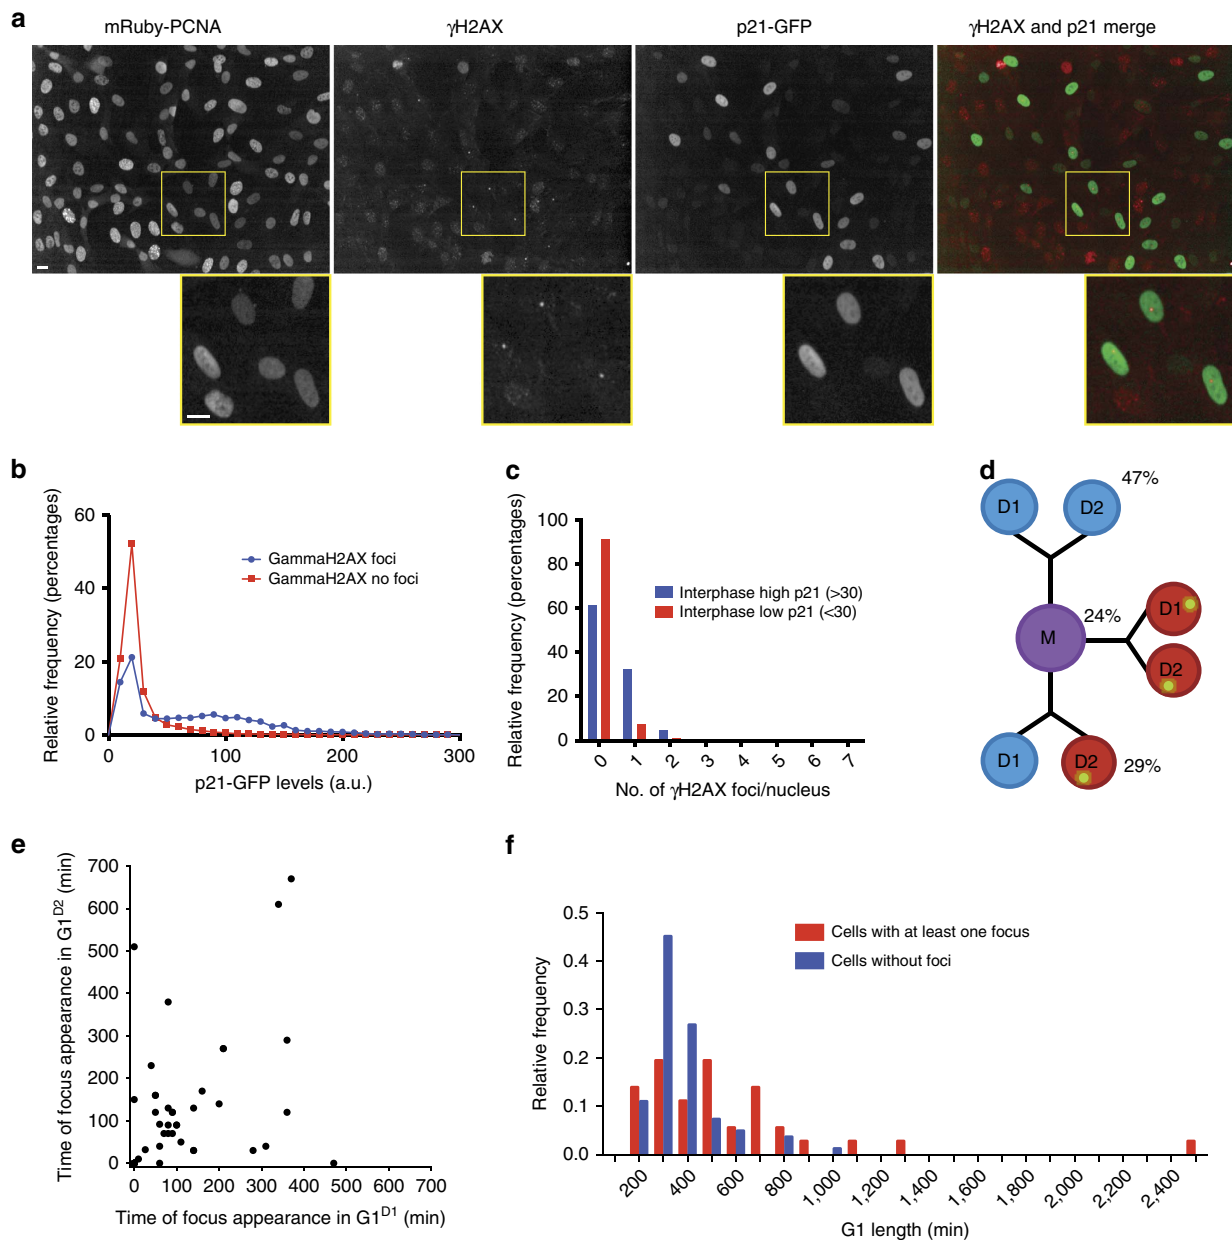 a
mRuby-PCNA
γH2AX
p21-GFP
γH2AX and p21 merge
b
Relative frequency (percentages)
60
40
20
0
GammaH2AX foci
GammaH2AX no foci
0
100
200
300
p21-GFP levels (a.u.)
c
Relative frequency (percentages)
100
80
60
40
20
0
Interphase high p21 (>30)
Interphase low p21 (<30)
0
1
2
3
4
5
6
7
No. of γH2AX foci/nucleus
d
D1
D2
47%
M
24%
D1
D2
D1
D2
29%
e
Time of focus appearance in G1^D2 (min)
700
600
500
400
300
200
100
0
0
100
200
300
400
500
600
700
Time of focus appearance in G1^D1 (min)
f
Relative frequency
0.5
0.4
0.3
0.2
0.1
0.0
Cells with at least one focus
Cells without foci
200
400
600
800
1,000
1,200
1,400
1,600
1,800
2,000
2,200
2,400
G1 length (min)